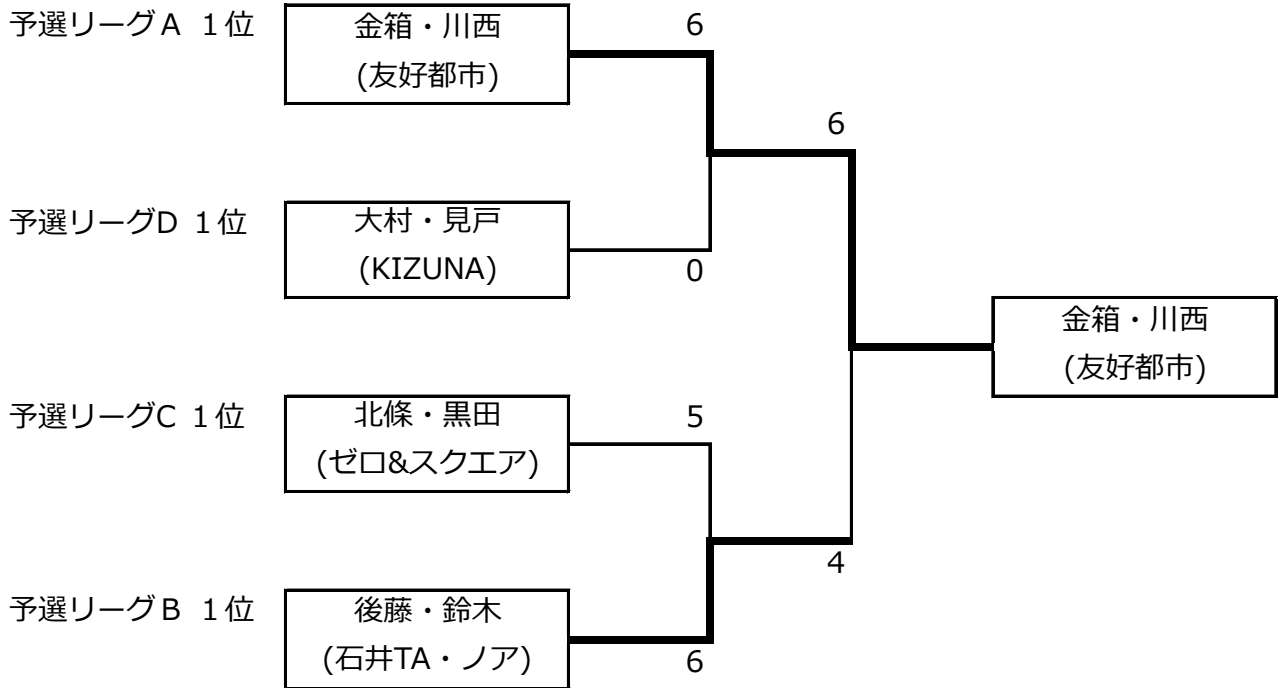 予選リーグA １位
金箱・川西
(友好都市)
6
6
予選リーグD １位
大村・見戸
(KIZUNA)
0
金箱・川西
(友好都市)
予選リーグC １位
北條・黒田
(ゼロ&スクエア)
5
4
予選リーグB １位
後藤・鈴木
(石井TA・ノア)
6